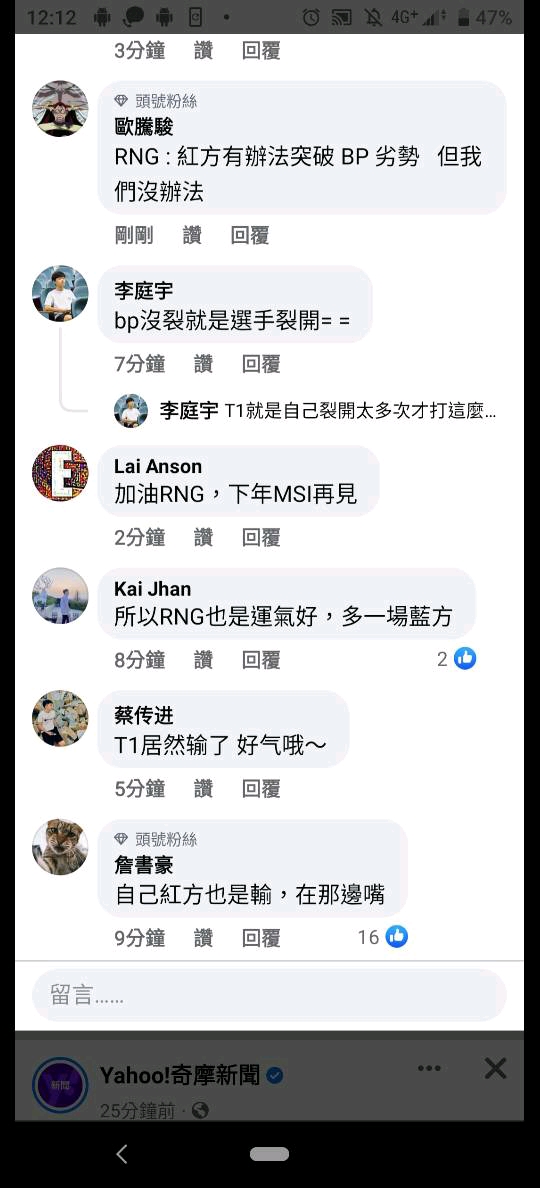 12:12 4G+ 47%
3分鐘 讚 回覆
頭號粉絲
歐騰駿
RNG : 紅方有辦法突破 BP 劣勢 但我
們沒辦法
剛剛 讚 回覆
李庭宇
bp沒裂就是選手裂開= =
7分鐘 讚 回覆
李庭宇 T1就是自己裂開太多次才打這麼...
Lai Anson
加油RNG，下年MSI再見
2分鐘 讚 回覆
Kai Jhan
所以RNG也是運氣好，多一場藍方
8分鐘 讚 回覆 2
蔡传进
T1居然输了 好气哦～
5分鐘 讚 回覆
頭號粉絲
詹書豪
自己紅方也是輸，在那邊嘴
9分鐘 讚 回覆 16
留言......
新聞
Yahoo!奇摩新聞
25分鐘前 ·